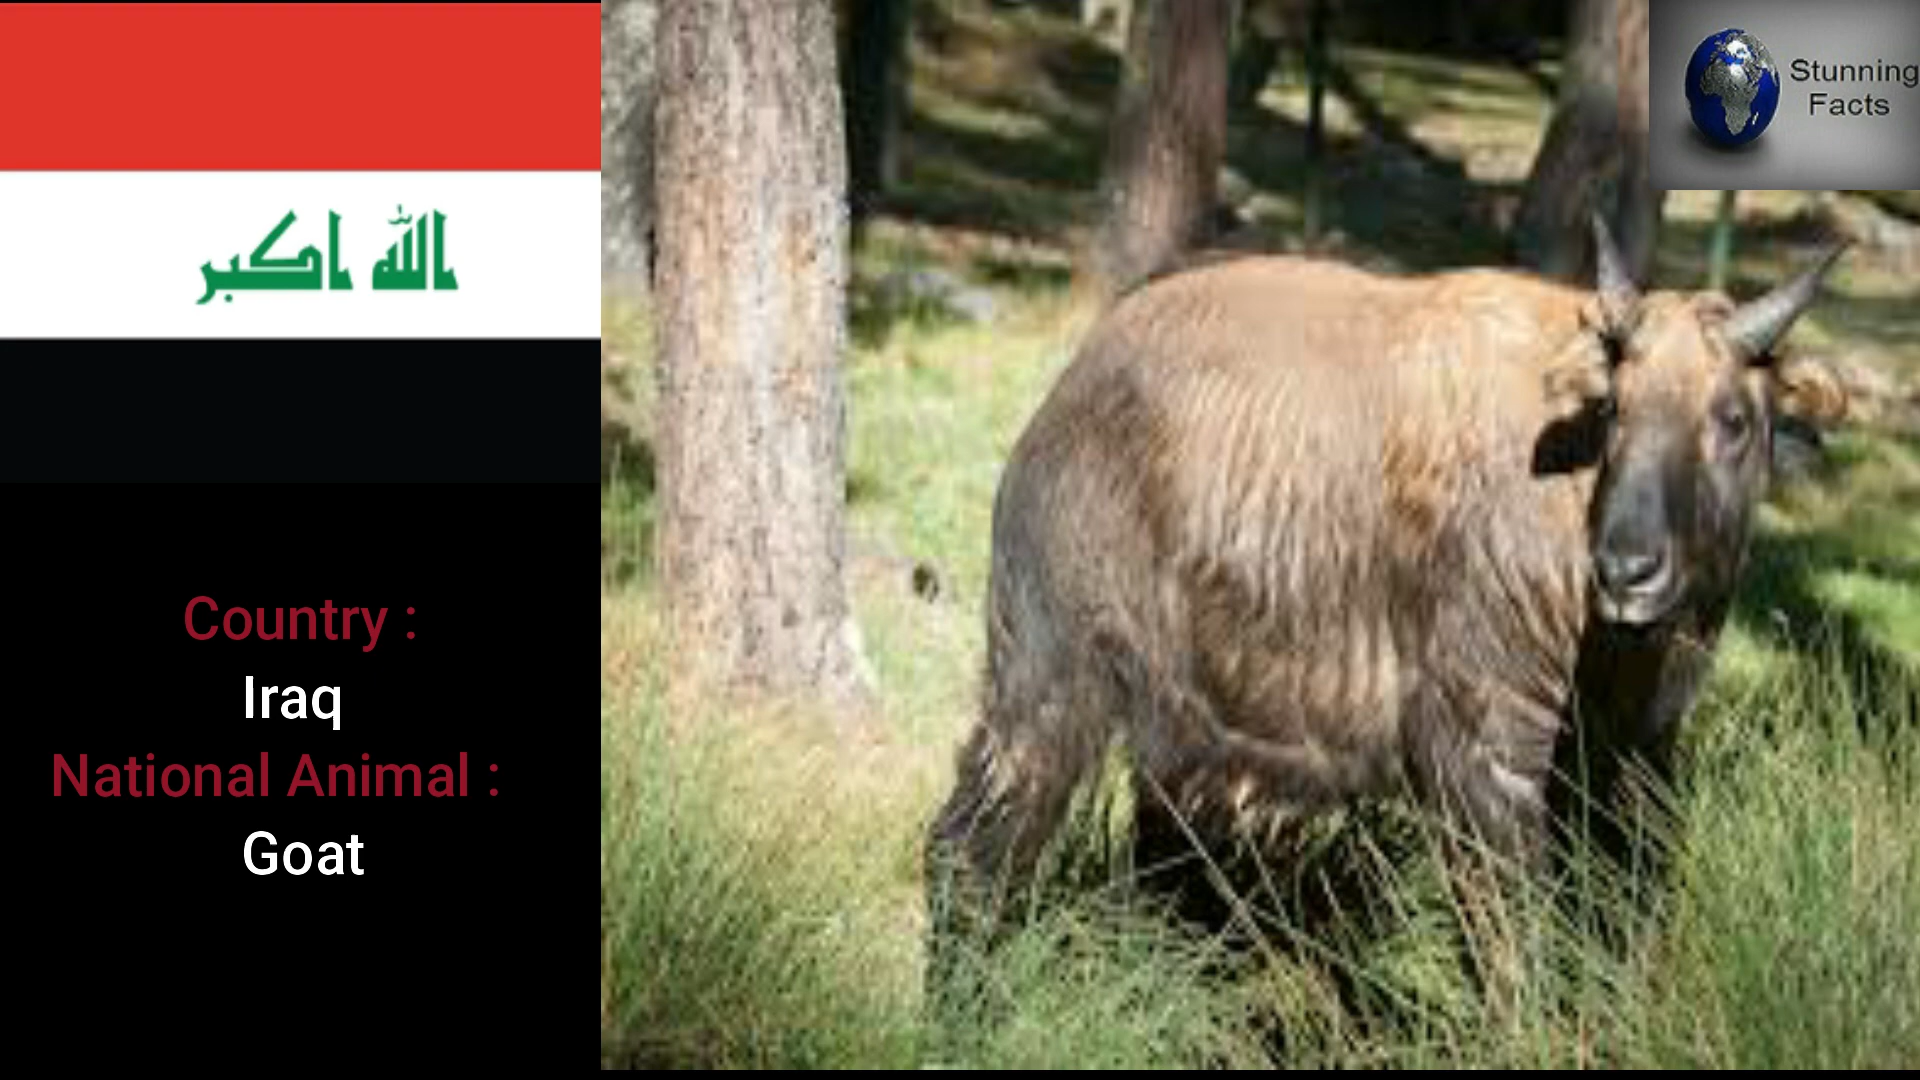 الله اكبر
Country :
Iraq
National Animal :
Goat
Stunning
Facts